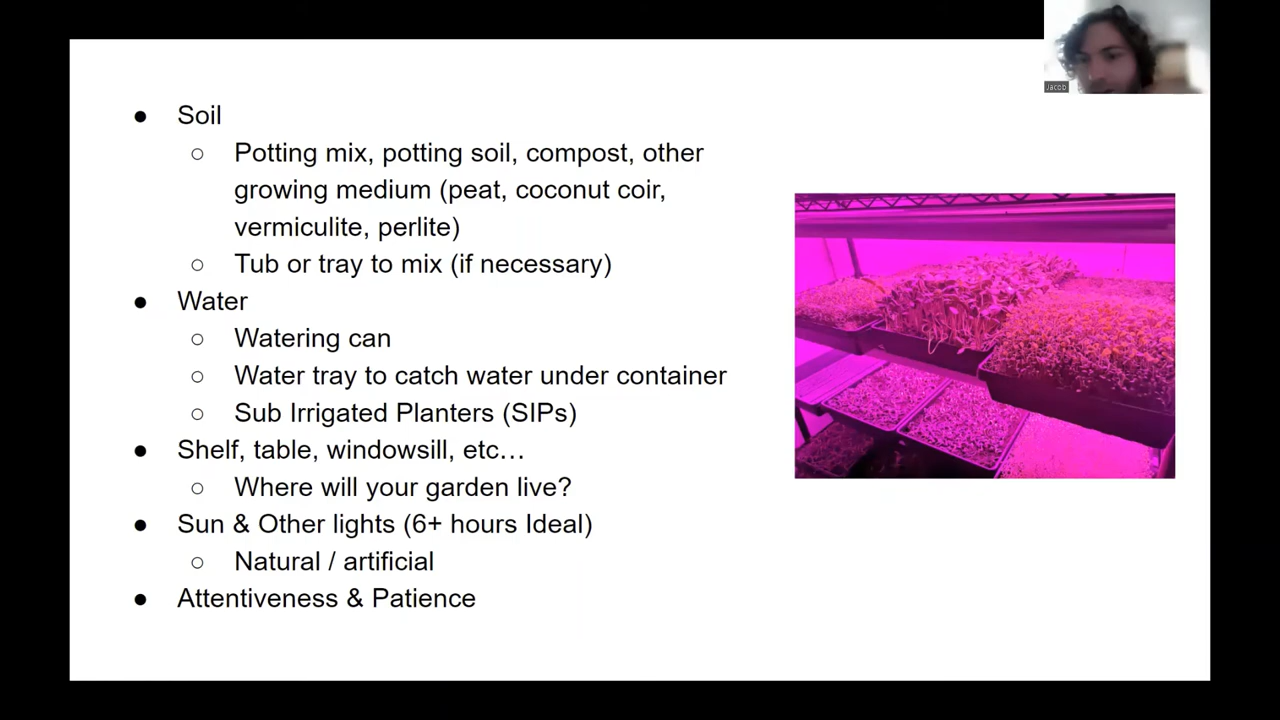 Jacob
● Soil
○ Potting mix, potting soil, compost, other
growing medium (peat, coconut coir,
vermiculite, perlite)
○ Tub or tray to mix (if necessary)
● Water
○ Watering can
○ Water tray to catch water under container
○ Sub Irrigated Planters (SIPs)
● Shelf, table, windowsill, etc…
○ Where will your garden live?
● Sun & Other lights (6+ hours Ideal)
○ Natural / artificial
● Attentiveness & Patience